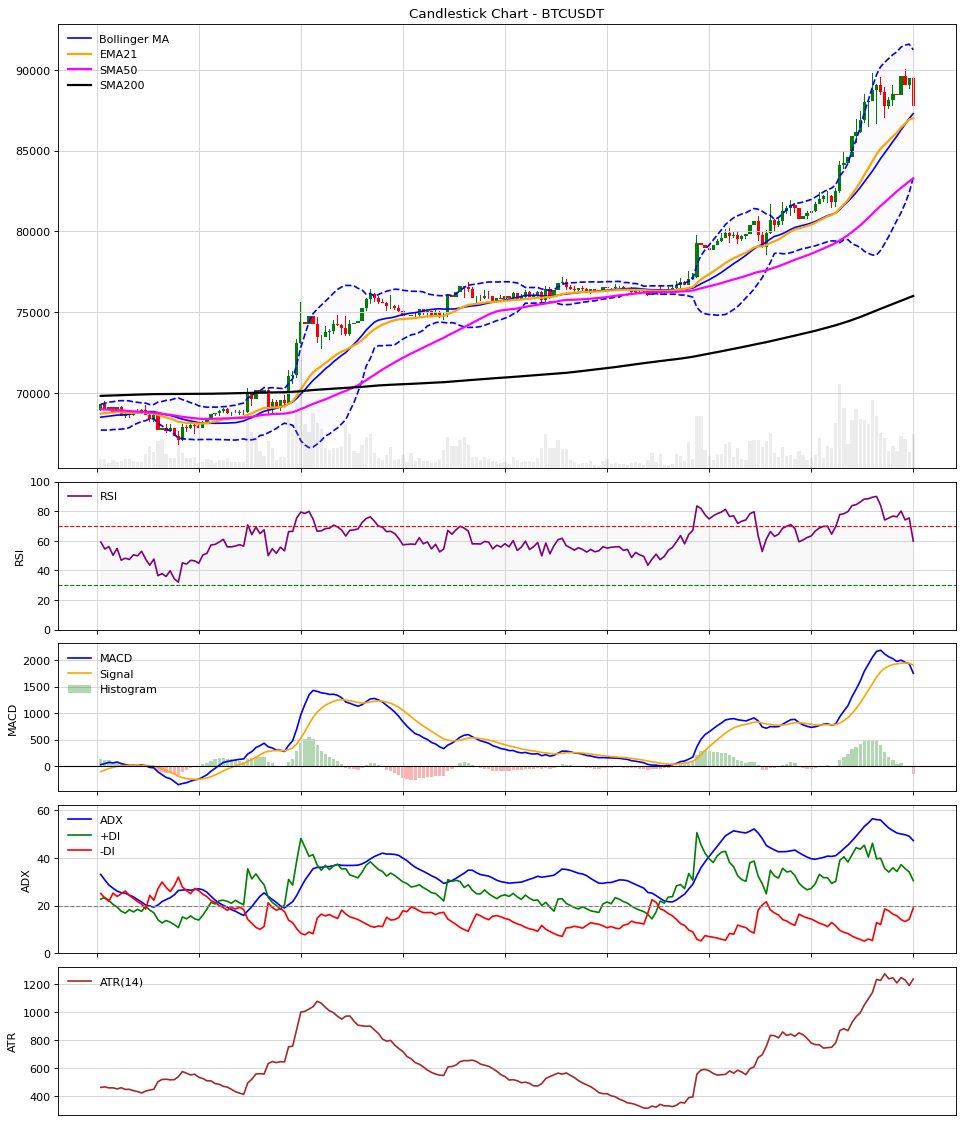 Candlestick Chart - BTCUSDT
Bollinger MA
EMA21
SMA50
SMA200
90000
85000
80000
75000
70000
RSI
100
80
60
40
20
0
RSI
MACD
Signal
Histogram
2000
1500
1000
500
0
MACD
ADX
+DI
-DI
60
40
20
0
ADX
ATR(14)
1200
1000
800
600
400
ATR